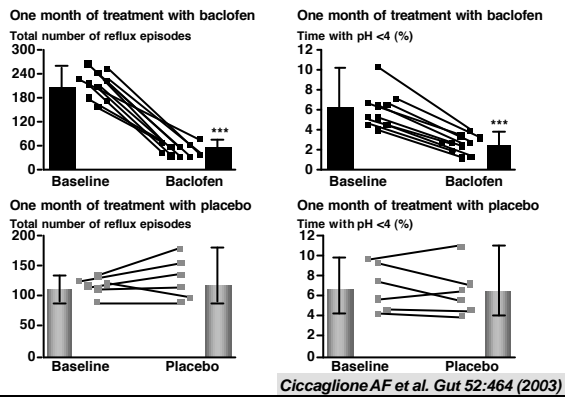 One month of treatment with baclofen
Total number of reflux episodes
300
240
180
120
60
0
***
Baseline
Baclofen
One month of treatment with baclofen
Time with pH <4 (%)
12
10
8
6
4
2
0
***
Baseline
Baclofen
One month of treatment with placebo
Total number of reflux episodes
200
150
100
50
0
Baseline
Placebo
One month of treatment with placebo
Time with pH <4 (%)
12
10
8
6
4
2
0
Baseline
Placebo
Ciccaglione AF et al. Gut 52:464 (2003)